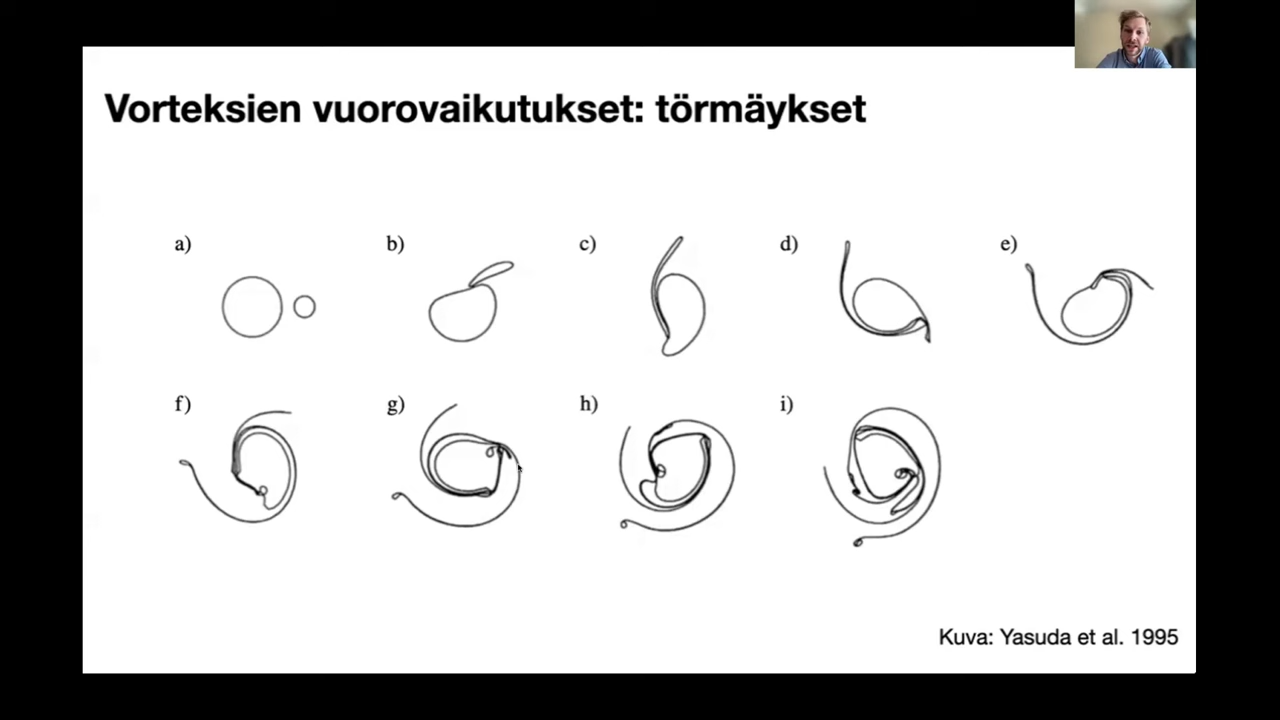 Vorteksien vuorovaikutukset: törmäykset
a) b) c) d) e)
f) g) h) i)
Kuva: Yasuda et al. 1995